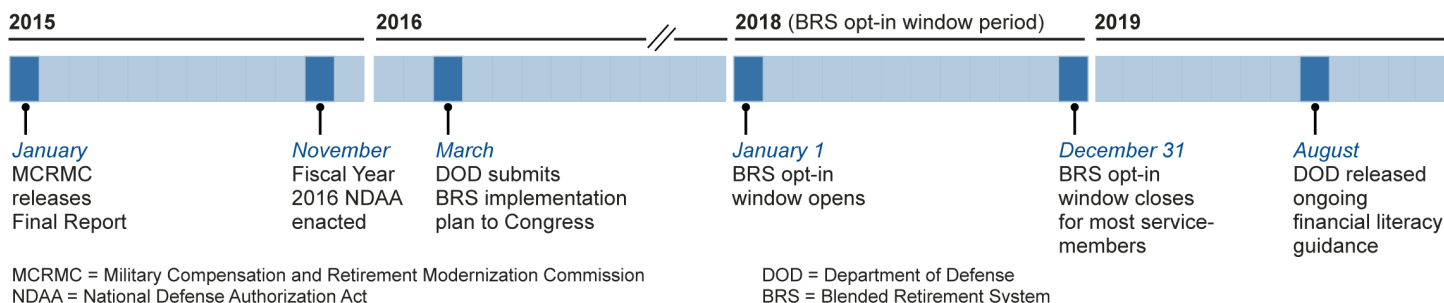 2015
2016
2018 (BRS opt-in window period)
2019
January
MCRMC
releases
Final Report
November
Fiscal Year
2016 NDAA
enacted
March
DOD submits
BRS implementation
plan to Congress
January 1
BRS opt-in
window opens
December 31
BRS opt-in
window closes
for most service-
members
August
DOD released
ongoing
financial literacy
guidance
MCRMC = Military Compensation and Retirement Modernization Commission
NDAA = National Defense Authorization Act
DOD = Department of Defense
BRS = Blended Retirement System